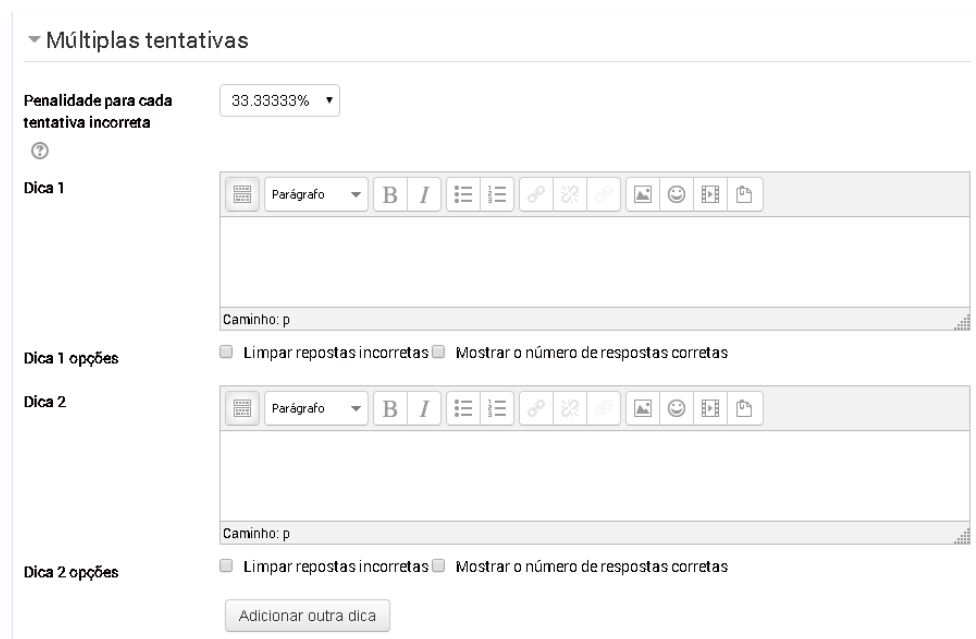 Múltiplas tentativas
Penalidade para cada
tentativa incorreta
33.33333%
Dica 1
Parágrafo
B I
Caminho: p
Dica 1 opções
Limpar repostas incorretas Mostrar o número de respostas corretas
Dica 2
Parágrafo
B I
Caminho: p
Dica 2 opções
Limpar repostas incorretas Mostrar o número de respostas corretas
Adicionar outra dica